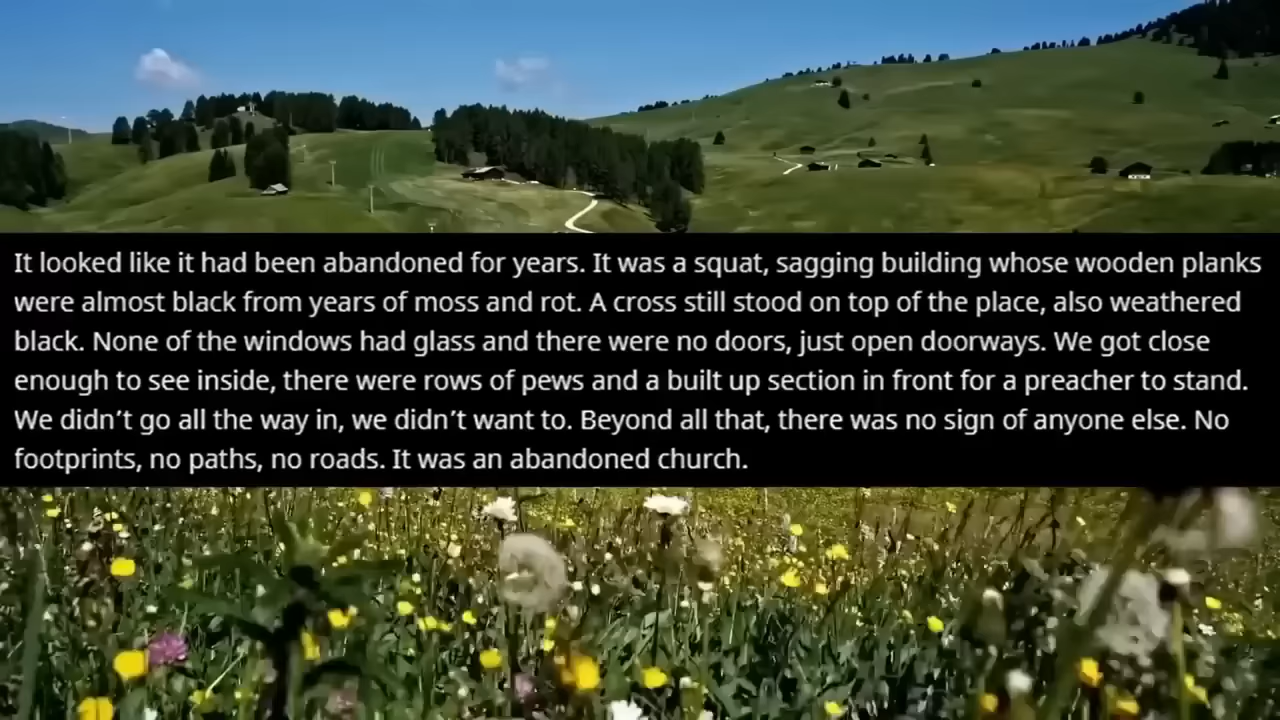 It looked like it had been abandoned for years. It was a squat, sagging building whose wooden planks
were almost black from years of moss and rot. A cross still stood on top of the place, also weathered
black. None of the windows had glass and there were no doors, just open doorways. We got close
enough to see inside, there were rows of pews and a built up section in front for a preacher to stand.
We didn’t go all the way in, we didn’t want to. Beyond all that, there was no sign of anyone else. No
footprints, no paths, no roads. It was an abandoned church.